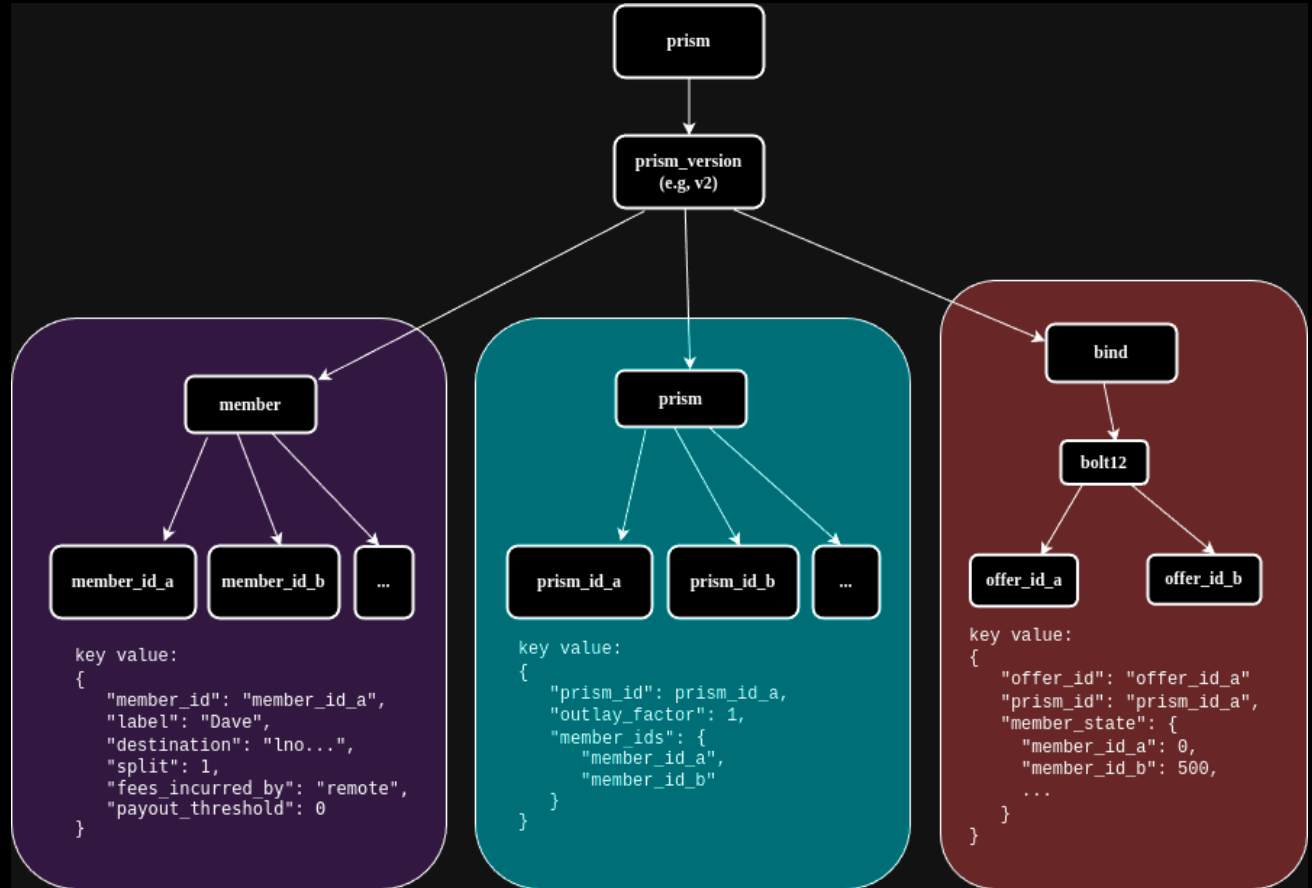 prism
prism_version
(e.g, v2)
member
member_id_a
member_id_b
...
key value:
{
"member_id": "member_id_a",
"label": "Dave",
"destination": "lno...",
"split": 1,
"fees_incurred_by": "remote",
"payout_threshold": 0
}
prism
prism_id_a
prism_id_b
...
key value:
{
"prism_id": prism_id_a,
"outlay_factor": 1,
"member_ids": {
"member_id_a",
"member_id_b"
}
}
bind
bolt12
offer_id_a
offer_id_b
key value:
{
"offer_id": "offer_id_a"
"prism_id": "prism_id_a",
"member_state": {
"member_id_a": 0,
"member_id_b": 500,
...
}
}